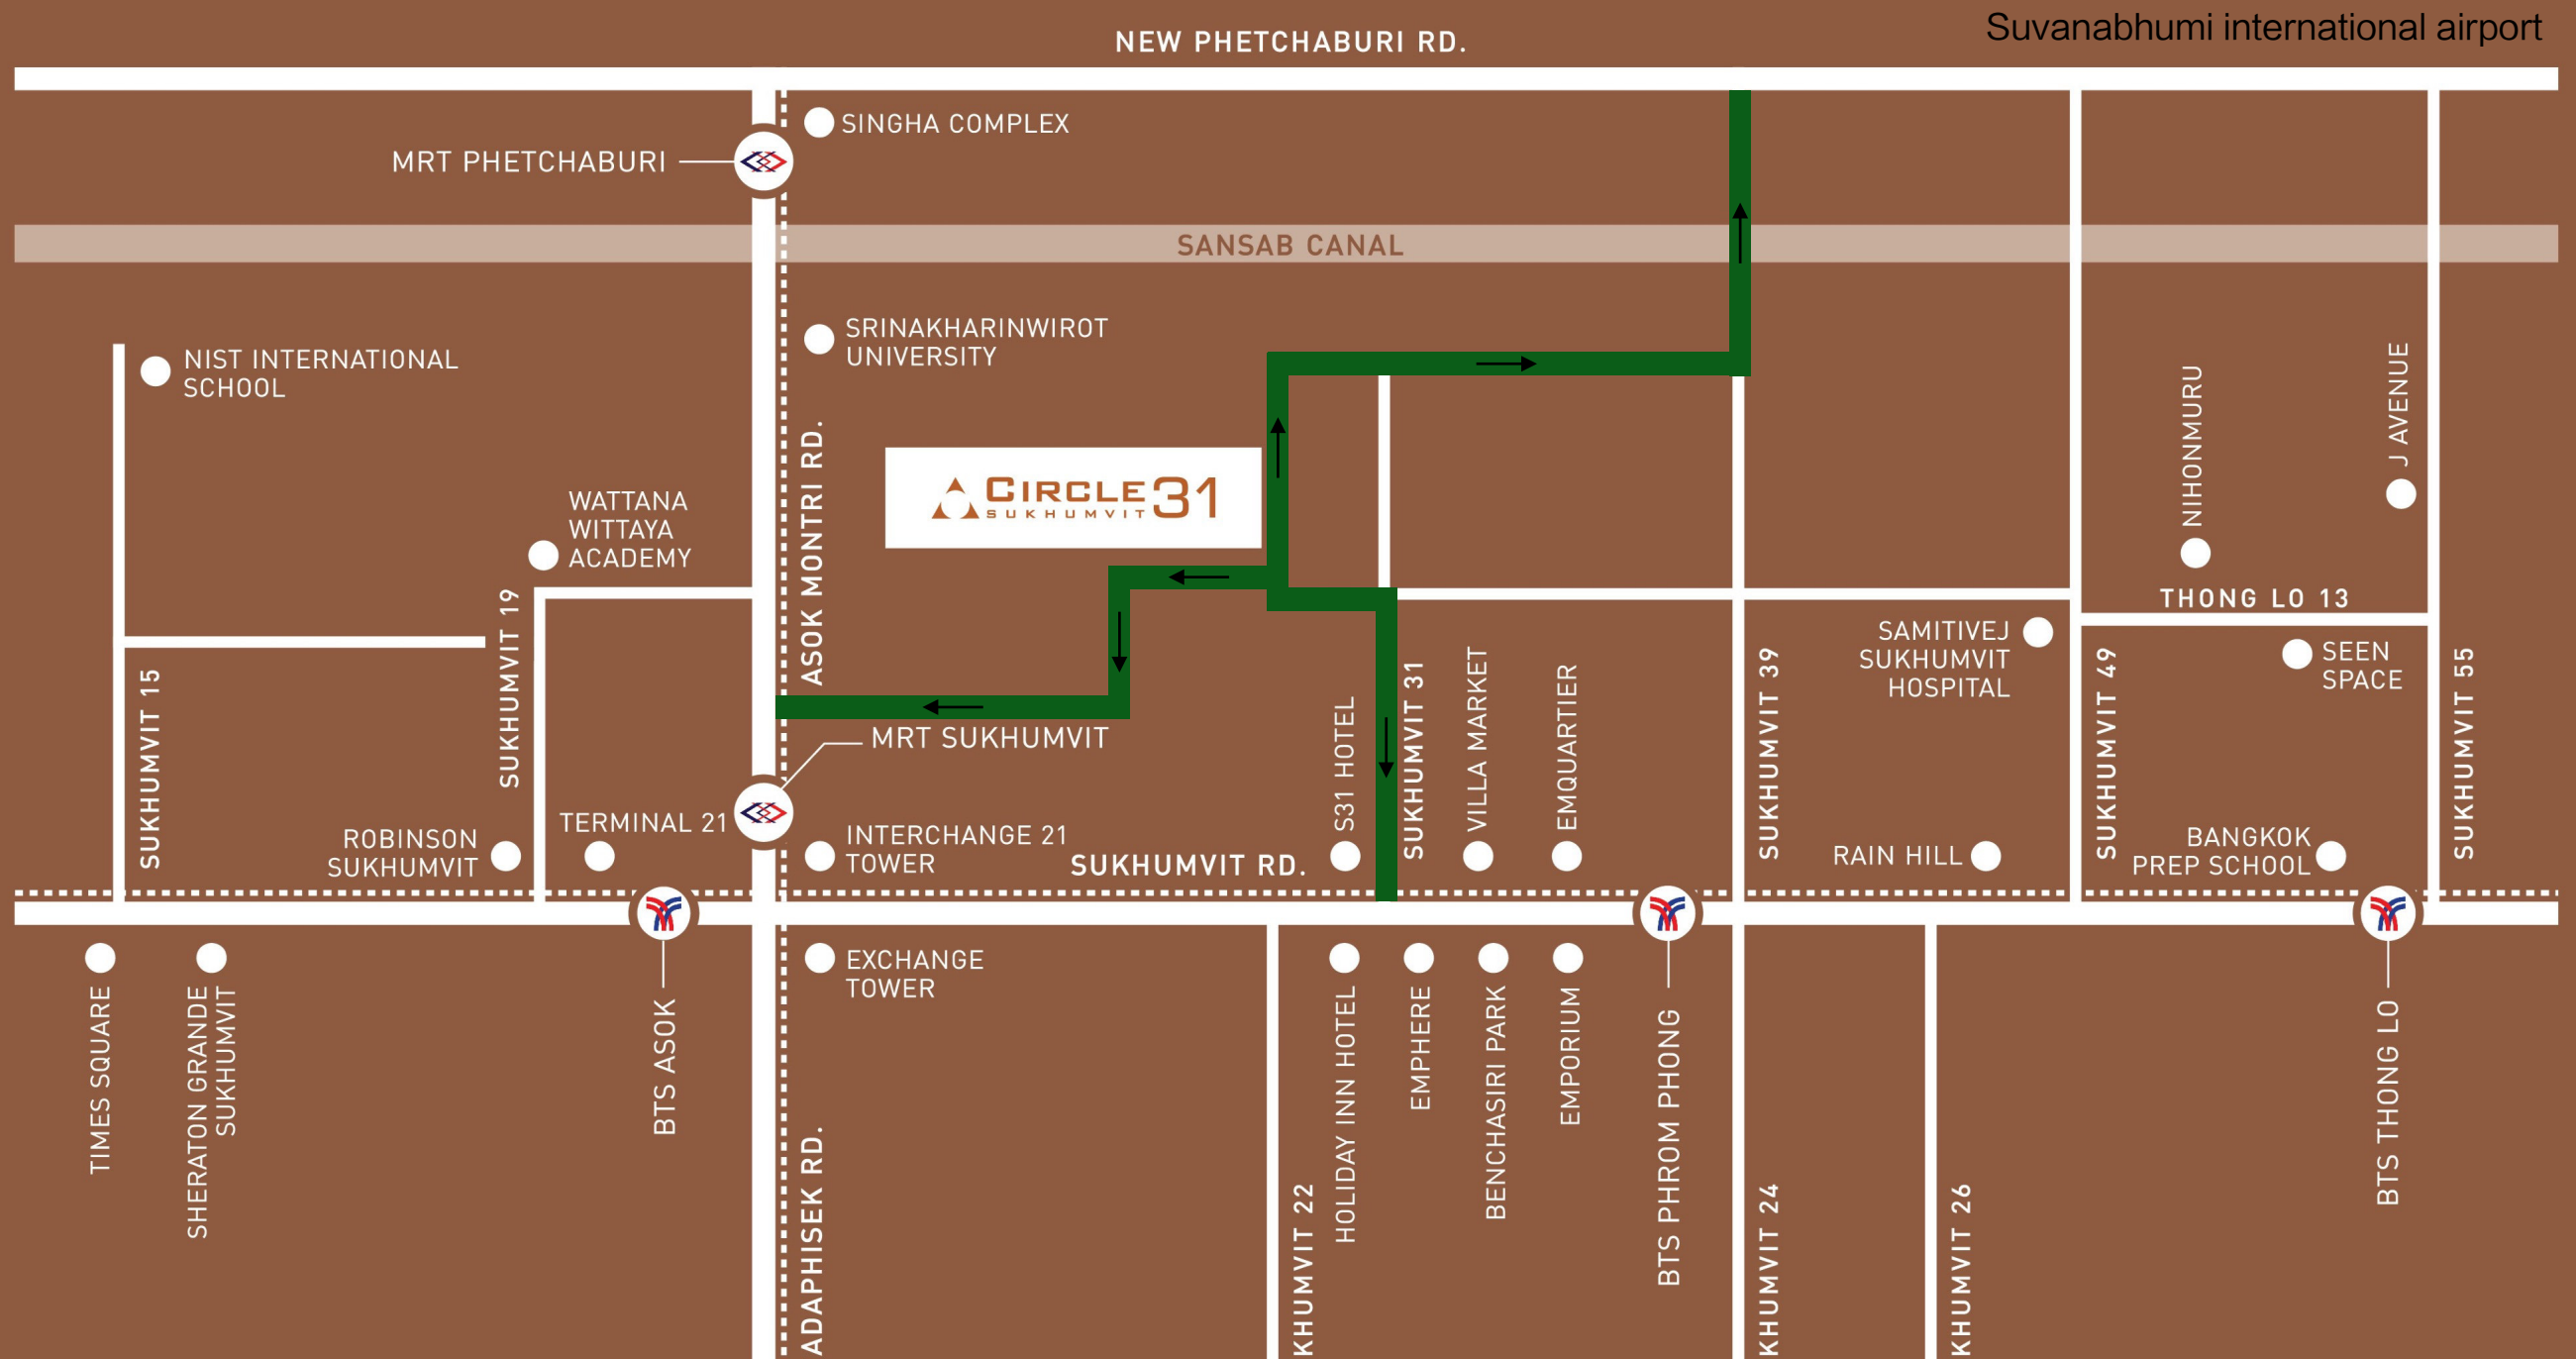 Suvanabhumi international airport
NEW PHETCHABURI RD.
SINGHA COMPLEX
MRT PHETCHABURI
SANSAB CANAL
SRINAKHARINWIROT
UNIVERSITY
NIST INTERNATIONAL
SCHOOL
ASOK MONTRI RD.
CIRCLE 31
SUKHUMVIT
WATTANA
WITTAYA
ACADEMY
NIHONMURU
J AVENUE
THONG LO 13
SUKHUMVIT 15
SUKHUMVIT 19
MRT SUKHUMVIT
S31 HOTEL
SUKHUMVIT 31
VILLA MARKET
EMQUARTIER
SUKHUMVIT 39
SAMITIVEJ
SUKHUMVIT
HOSPITAL
SUKHUMVIT 49
SEEN
SPACE
SUKHUMVIT 55
ROBINSON
SUKHUMVIT
TERMINAL 21
INTERCHANGE 21
TOWER
SUKHUMVIT RD.
RAIN HILL
BANGKOK
PREP SCHOOL
TIMES SQUARE
SHERATON GRANDE
SUKHUMVIT
BTS ASOK
EXCHANGE
TOWER
ADAPHISEK RD.
KHUMVIT 22
HOLIDAY INN HOTEL
EMPHERE
BENCHASIRI PARK
EMPORIUM
BTS PHROM PHONG
KHUMVIT 24
KHUMVIT 26
BTS THONG LO